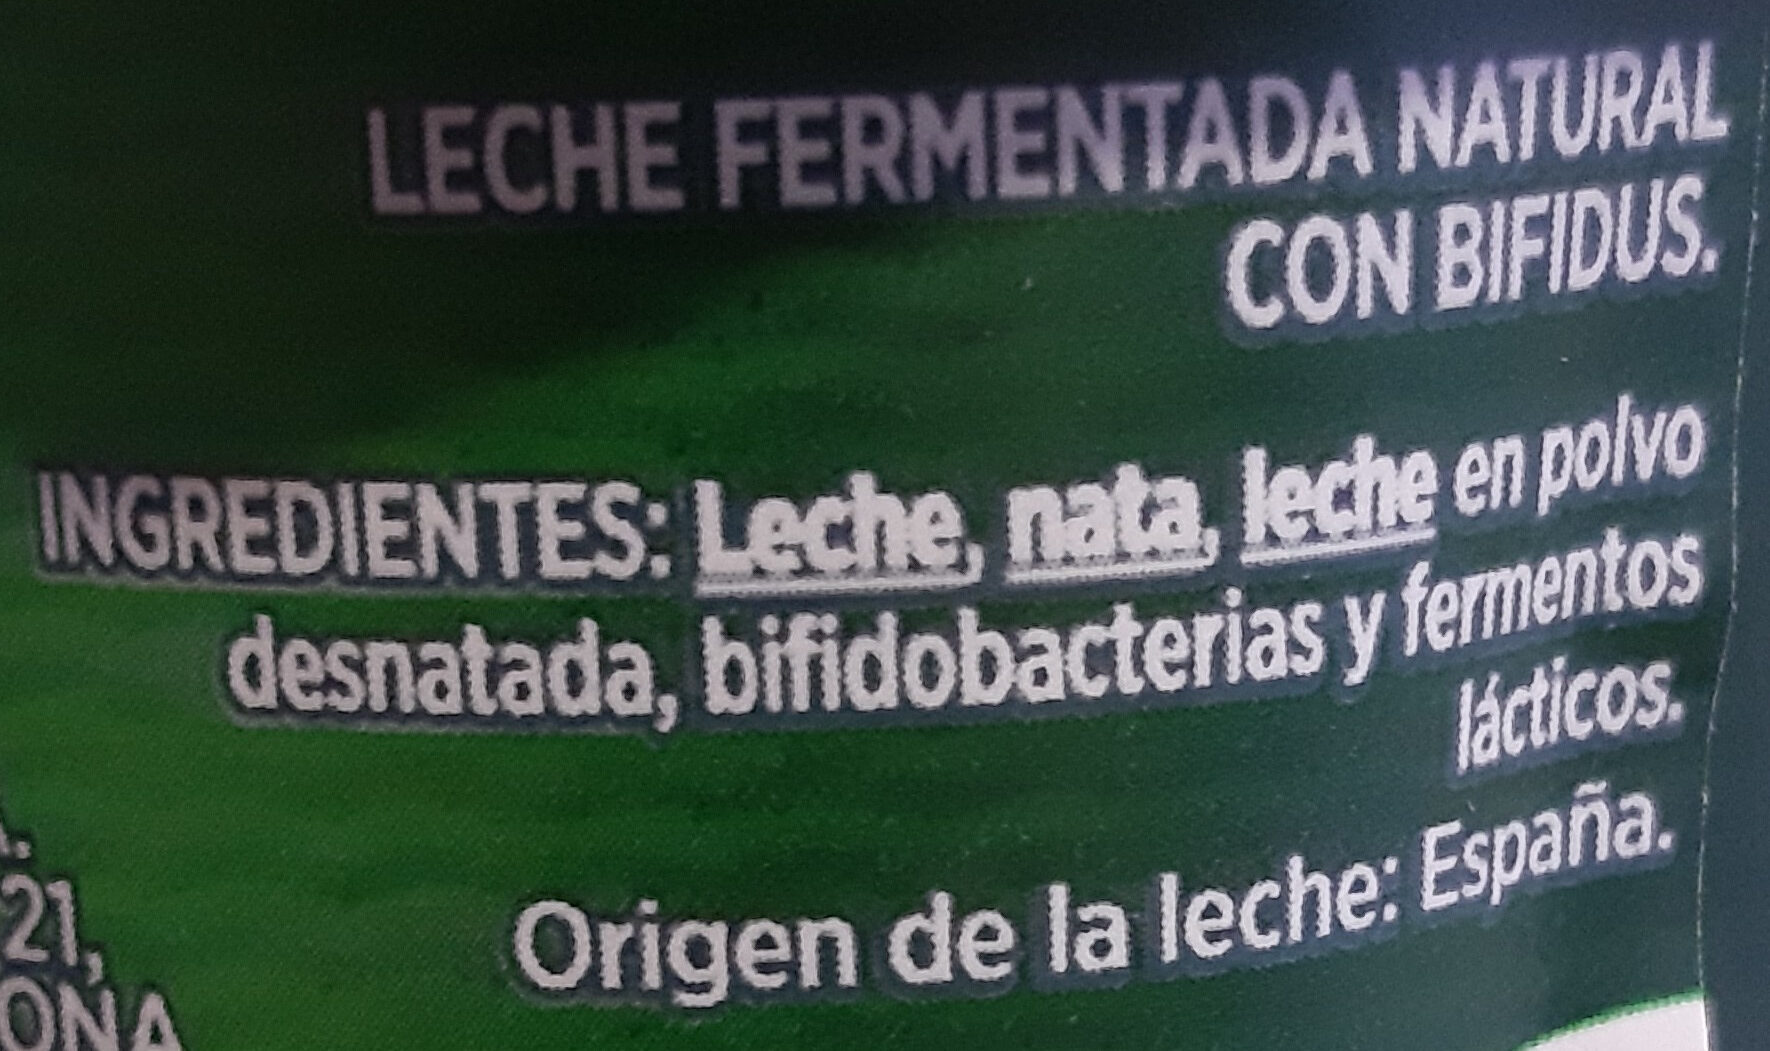 LECHE FERMENTADA NATURAL
CON BIFIDUS.
INGREDIENTES: Leche, nata, leche en polvo
desnatada, bifidobacterias y fermentos
lácticos.
Origen de la leche: España.
21,